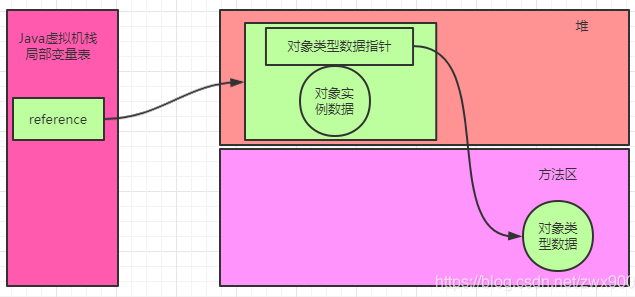 Java虚拟机栈
局部变量表
reference
堆
对象类型数据指针
对象实
例数据
方法区
对象类
型数据
https://blog.csdn.net/zwx900